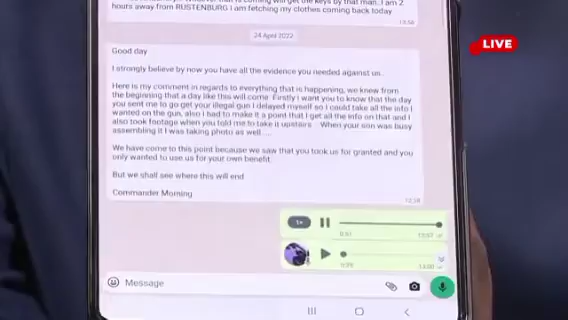 hours away from RUSTENBURG I am fetching my clothes coming back today
13:58
LIVE
24 April 2022
Good day
I strongly believe by now you have all the evidence you needed against us..
Here is my comment in regards to everything that is happening, we knew from
the beginning that a day like this will come. Firstly I want you to know that the day
you sent me to go get your illegal gun I delayed myself so I could take all the info I
wanted on the gun, also I had to make it a point that I get all the info on that and I
also took footage when you told me to take it upstairs... When your son was busy
assembling it I was taking photo as well....
We have come to this point because we saw that you took us for granted and you
only wanted to use us for your own benefit.
But we shall see where this will end
Commander Morning
Message